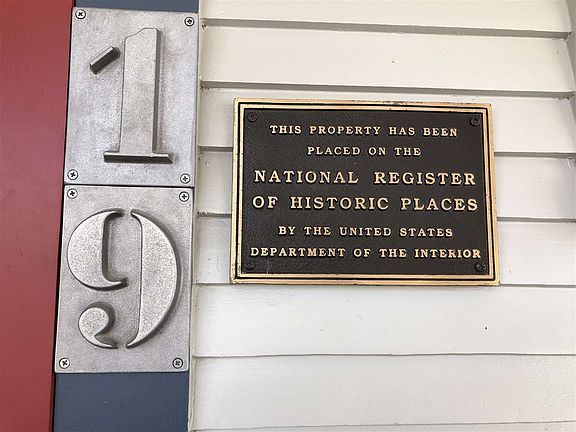 1
9
THIS PROPERTY HAS BEEN
PLACED ON THE
NATIONAL REGISTER
OF HISTORIC PLACES
BY THE UNITED STATES
DEPARTMENT OF THE INTERIOR